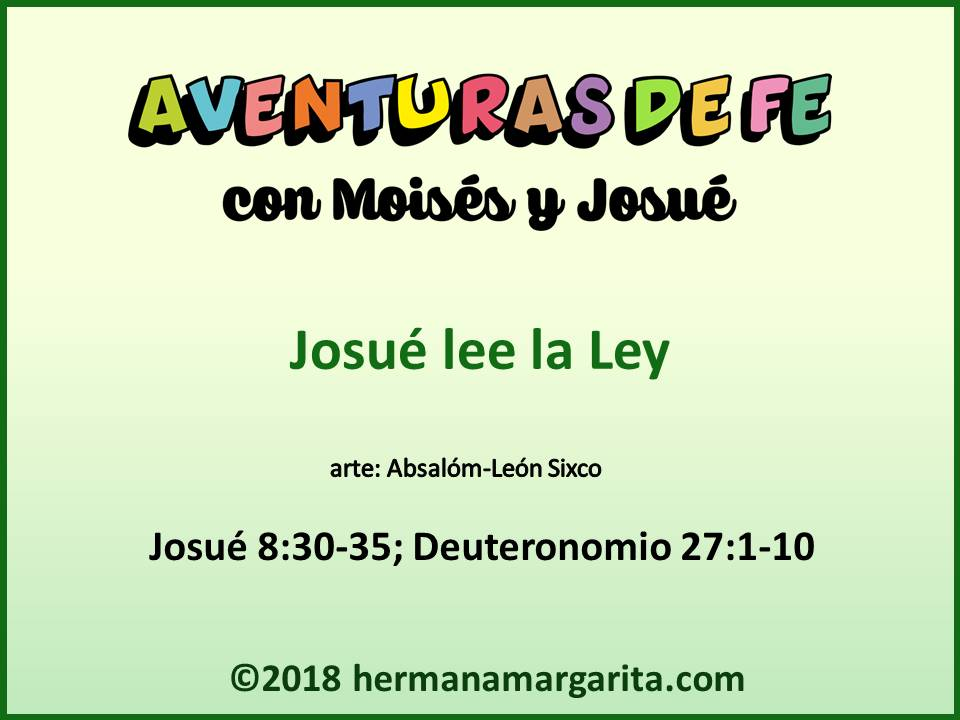 AVENTURAS DE FE
con Moisés y Josué
Josué lee la Ley
arte: Absalóm-León Sixco
Josué 8:30-35; Deuteronomio 27:1-10
©2018 hermanamargarita.com